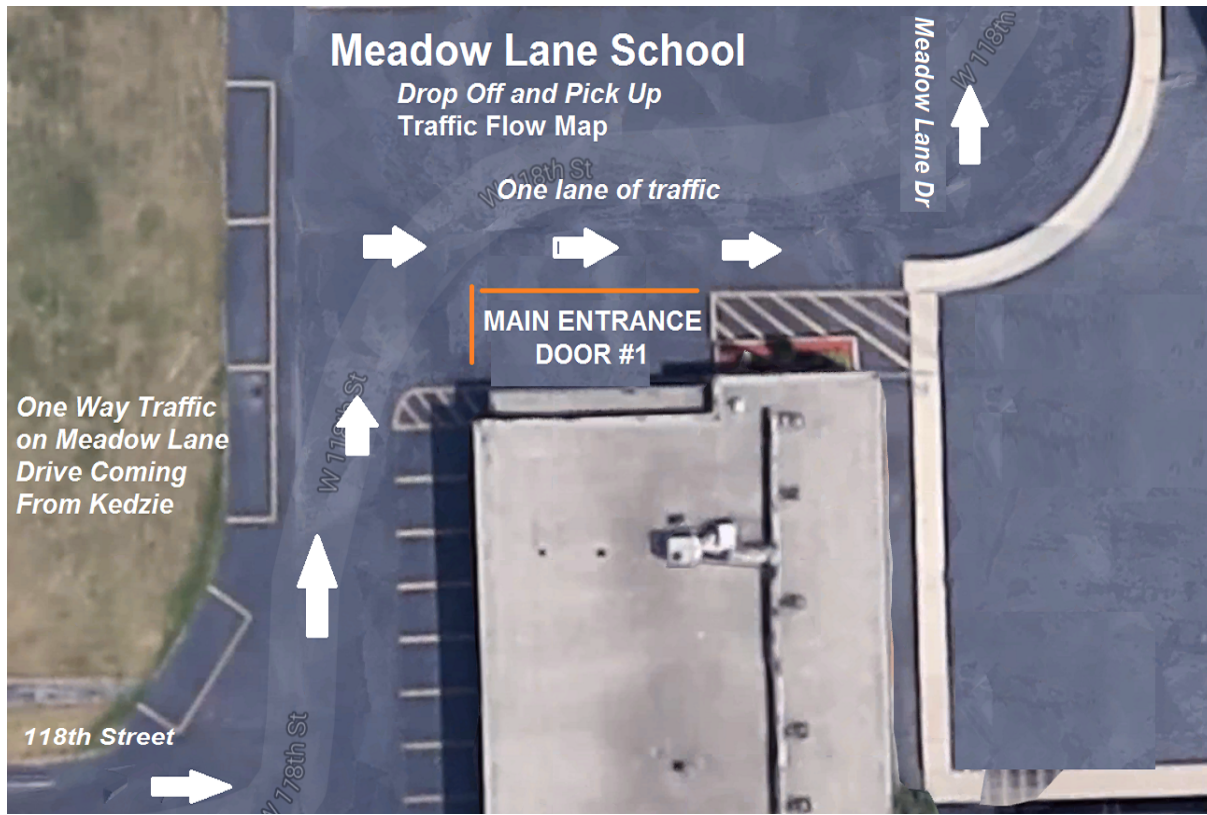 Meadow Lane School
Drop Off and Pick Up
Traffic Flow Map
Meadow Lane Dr
W 118th
W 118th St
One lane of traffic
MAIN ENTRANCE
DOOR #1
W 118th St
One Way Traffic
on Meadow Lane
Drive Coming
From Kedzie
118th Street
W 118th St